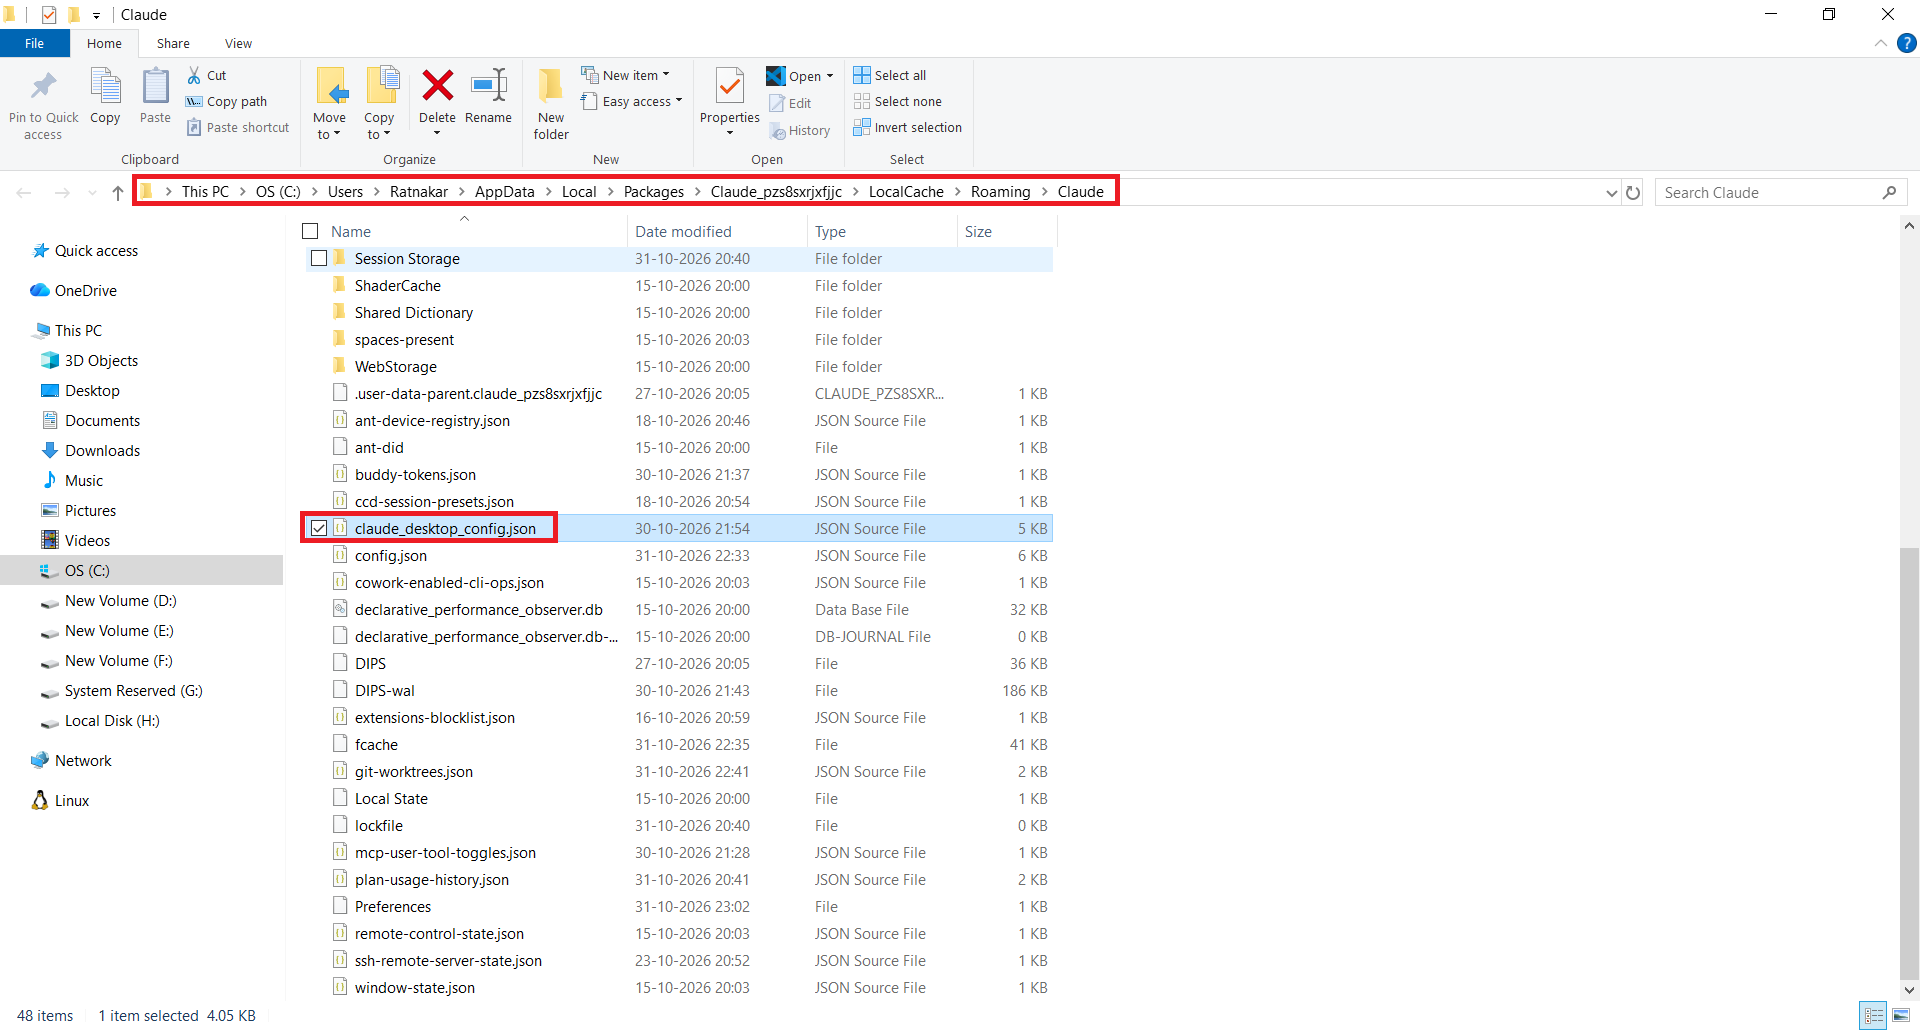 Claude
File Home Share View
Pin to Quick access
Copy
Paste
Cut
Copy path
Paste shortcut
Clipboard
Move to
Copy to
Delete
Rename
Organize
New folder
New item
Easy access
New
Properties
Open
Edit
History
Open
Select all
Select none
Invert selection
Select
This PC OS (C:) Users Ratnakar AppData Local Packages Claude_pzs8sxrjxfjjc LocalCache Roaming Claude
Search Claude
Quick access
OneDrive
This PC
3D Objects
Desktop
Documents
Downloads
Music
Pictures
Videos
OS (C:)
New Volume (D:)
New Volume (E:)
New Volume (F:)
System Reserved (G:)
Local Disk (H:)
Network
Linux
Name Date modified Type Size
Session Storage 31-10-2026 20:40 File folder
ShaderCache 15-10-2026 20:00 File folder
Shared Dictionary 15-10-2026 20:00 File folder
spaces-present 15-10-2026 20:03 File folder
WebStorage 15-10-2026 20:00 File folder
.user-data-parent.claude_pzs8sxrjxfjjc 27-10-2026 20:05 CLAUDE_PZS8SXR... 1 KB
ant-device-registry.json 18-10-2026 20:46 JSON Source File 1 KB
ant-did 15-10-2026 20:00 File 1 KB
buddy-tokens.json 30-10-2026 21:37 JSON Source File 1 KB
ccd-session-presets.json 18-10-2026 20:54 JSON Source File 1 KB
claude_desktop_config.json 30-10-2026 21:54 JSON Source File 5 KB
config.json 31-10-2026 22:33 JSON Source File 6 KB
cowork-enabled-cli-ops.json 15-10-2026 20:03 JSON Source File 1 KB
declarative_performance_observer.db 15-10-2026 20:00 Data Base File 32 KB
declarative_performance_observer.db-... 15-10-2026 20:00 DB-JOURNAL File 0 KB
DIPS 27-10-2026 20:05 File 36 KB
DIPS-wal 30-10-2026 21:43 File 186 KB
extensions-blocklist.json 16-10-2026 20:59 JSON Source File 1 KB
fcache 31-10-2026 22:35 File 41 KB
git-worktrees.json 31-10-2026 22:41 JSON Source File 2 KB
Local State 15-10-2026 20:00 File 1 KB
lockfile 31-10-2026 20:40 File 0 KB
mcp-user-tool-toggles.json 30-10-2026 21:28 JSON Source File 1 KB
plan-usage-history.json 31-10-2026 20:41 JSON Source File 2 KB
Preferences 31-10-2026 23:02 File 1 KB
remote-control-state.json 15-10-2026 20:03 JSON Source File 1 KB
ssh-remote-server-state.json 23-10-2026 20:52 JSON Source File 1 KB
window-state.json 15-10-2026 20:03 JSON Source File 1 KB
48 items 1 item selected 4.05 KB